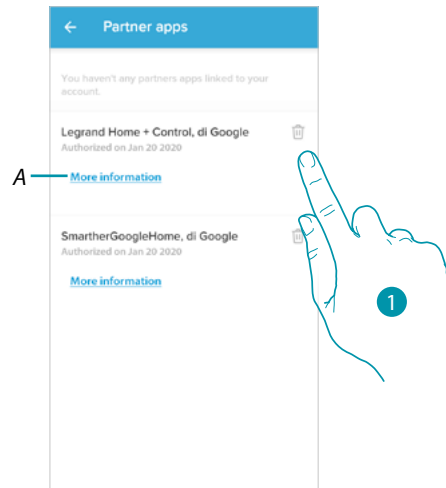 Partner apps
You haven't any partners apps linked to your
account.
Legrand Home + Control, di Google
Authorized on Jan 20 2020
A
More information
SmartherGoogleHome, di Google
Authorized on Jan 20 2020
More information
1